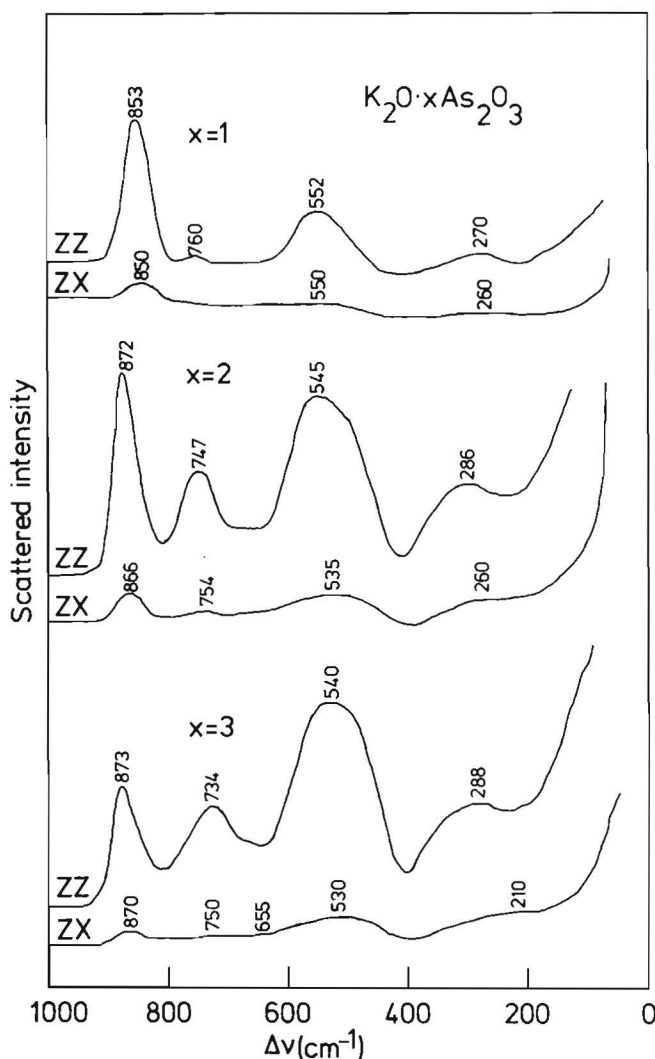 K₂O·xAs₂O₃
x=1
853
760
552
270
ZZ
850
550
260
ZX
x=2
872
747
545
286
ZZ
866
754
535
260
ZX
x=3
873
734
540
288
ZZ
870
750
655
530
210
ZX
Scattered intensity
1000 800 600 400 200 0
Δν(cm⁻¹)